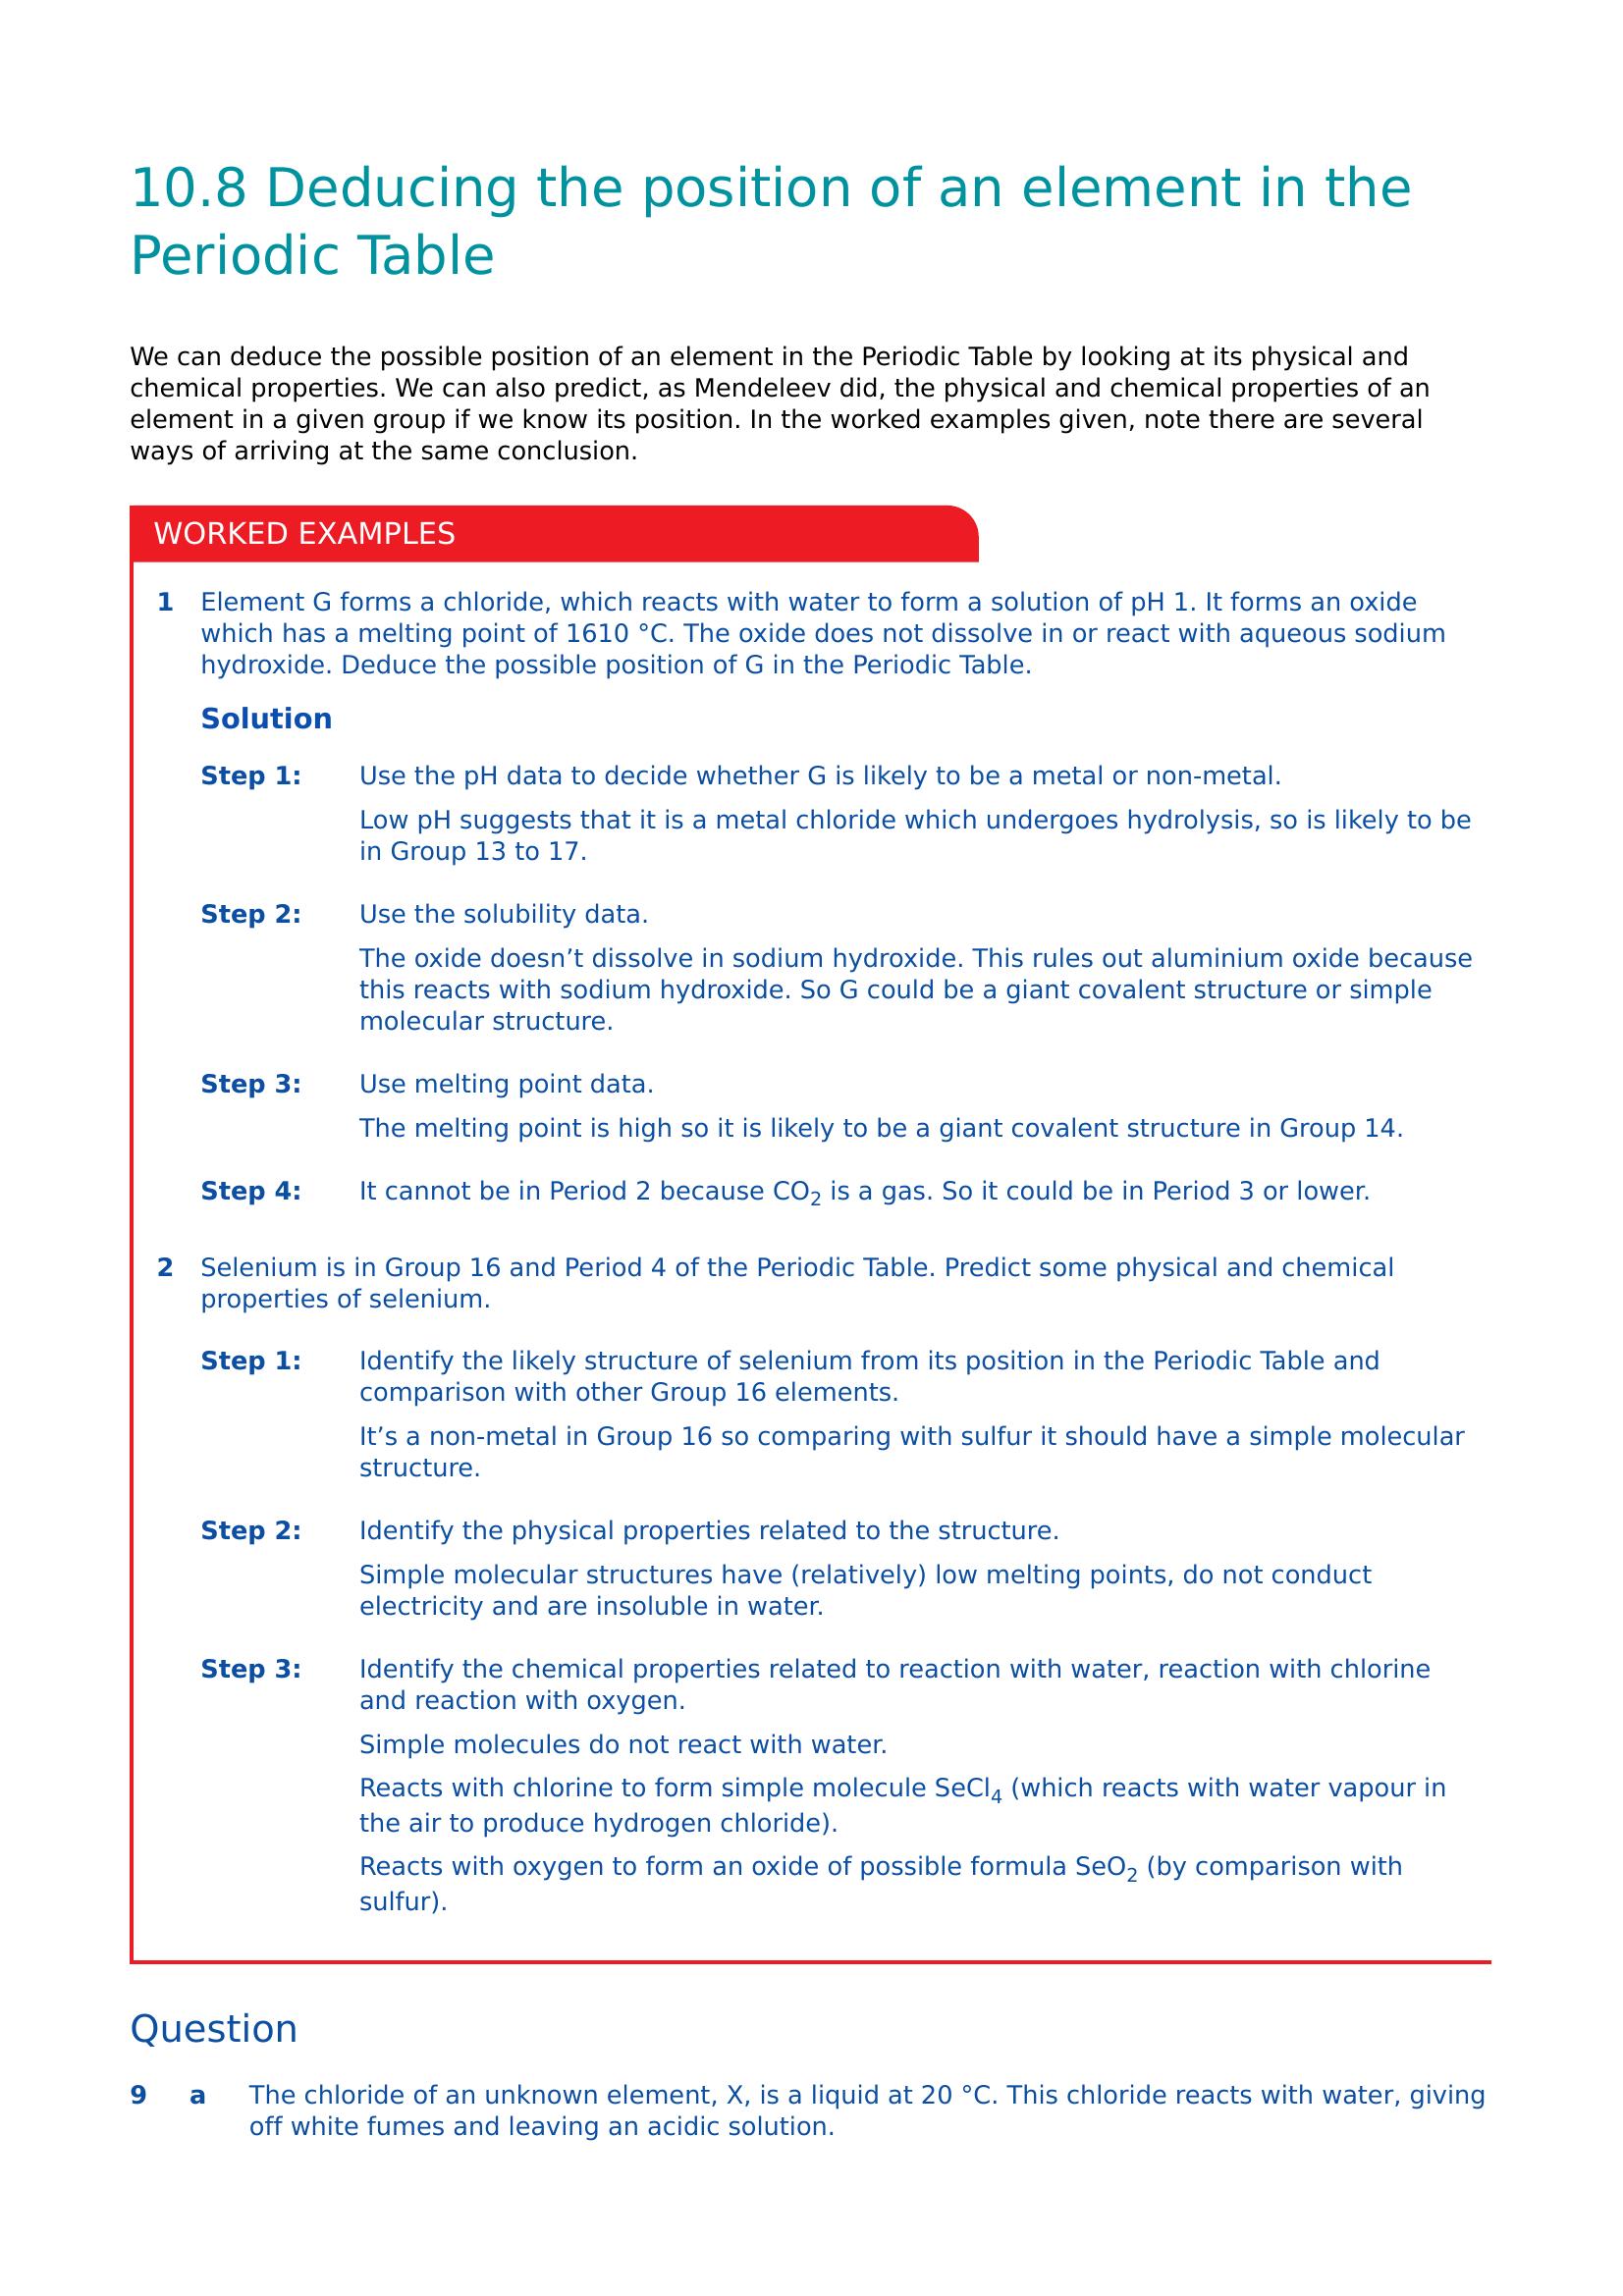 10.8 Deducing the position of an element in the
Periodic Table
We can deduce the possible position of an element in the Periodic Table by looking at its physical and
chemical properties. We can also predict, as Mendeleev did, the physical and chemical properties of an
element in a given group if we know its position. In the worked examples given, note there are several
ways of arriving at the same conclusion.
WORKED EXAMPLES
1 Element G forms a chloride, which reacts with water to form a solution of pH 1. It forms an oxide
which has a melting point of 1610 °C. The oxide does not dissolve in or react with aqueous sodium
hydroxide. Deduce the possible position of G in the Periodic Table.
Solution
Step 1: Use the pH data to decide whether G is likely to be a metal or non-metal.
Low pH suggests that it is a metal chloride which undergoes hydrolysis, so is likely to be
in Group 13 to 17.
Step 2: Use the solubility data.
The oxide doesn’t dissolve in sodium hydroxide. This rules out aluminium oxide because
this reacts with sodium hydroxide. So G could be a giant covalent structure or simple
molecular structure.
Step 3: Use melting point data.
The melting point is high so it is likely to be a giant covalent structure in Group 14.
Step 4: It cannot be in Period 2 because CO₂ is a gas. So it could be in Period 3 or lower.
2 Selenium is in Group 16 and Period 4 of the Periodic Table. Predict some physical and chemical
properties of selenium.
Step 1: Identify the likely structure of selenium from its position in the Periodic Table and
comparison with other Group 16 elements.
It’s a non-metal in Group 16 so comparing with sulfur it should have a simple molecular
structure.
Step 2: Identify the physical properties related to the structure.
Simple molecular structures have (relatively) low melting points, do not conduct
electricity and are insoluble in water.
Step 3: Identify the chemical properties related to reaction with water, reaction with chlorine
and reaction with oxygen.
Simple molecules do not react with water.
Reacts with chlorine to form simple molecule SeCl₄ (which reacts with water vapour in
the air to produce hydrogen chloride).
Reacts with oxygen to form an oxide of possible formula SeO₂ (by comparison with
sulfur).
Question
9 a The chloride of an unknown element, X, is a liquid at 20 °C. This chloride reacts with water, giving
off white fumes and leaving an acidic solution.